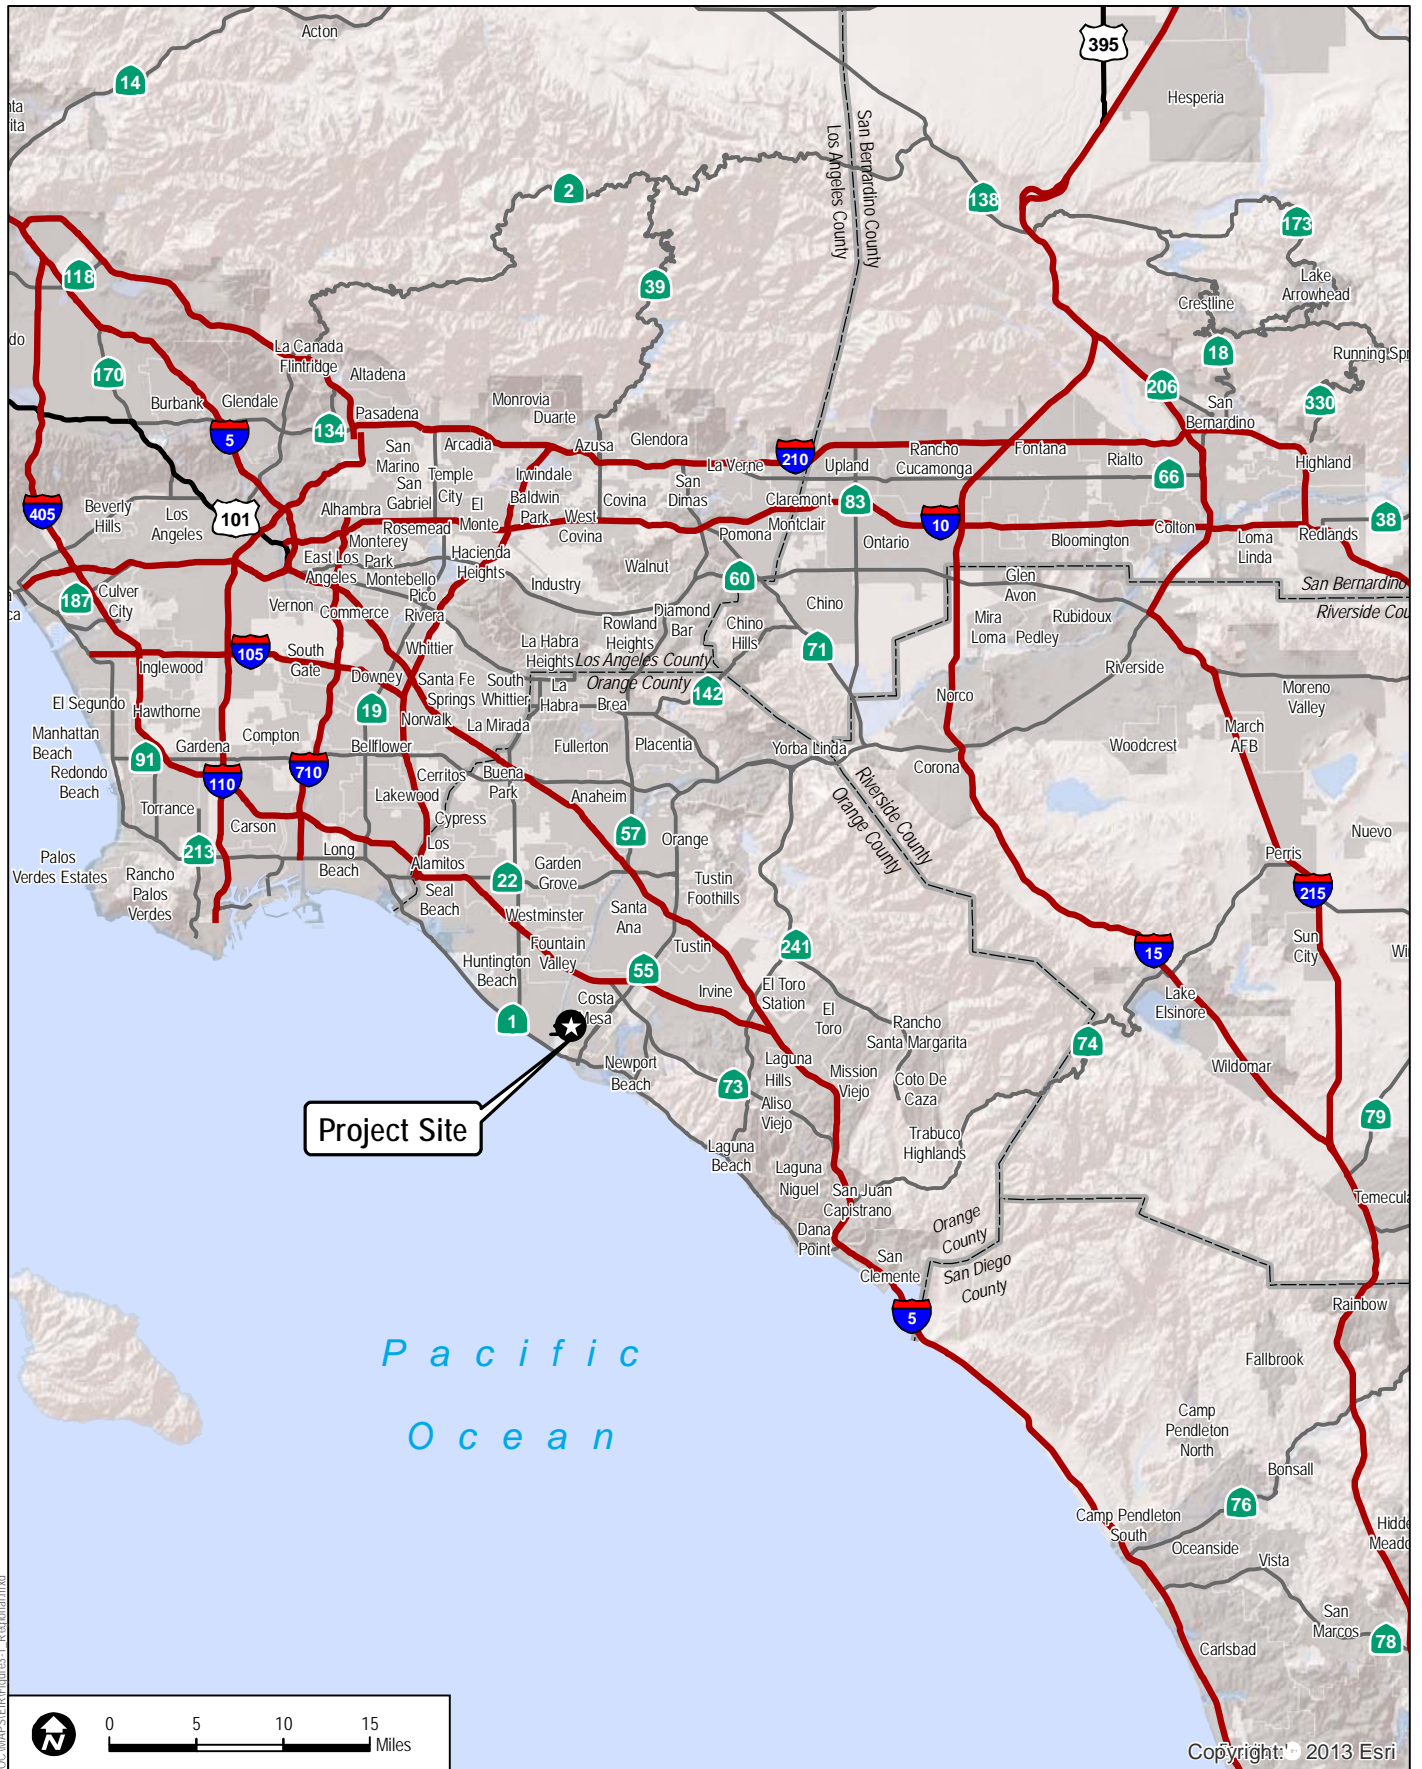 395
Acton
14
Hesperia
nta
rita
San Bernardino County
Los Angeles County
2
138
173
118
39
Lake
Arrowhead
Crestline
do
La Canada
Flintridge
18
Running Spr
170
Altadena
206
330
Burbank
Glendale
Monrovia
Duarte
Pasadena
San
Bernardino
5
134
Arcadia
Azusa
Glendora
210
Rancho
Cucamonga
Fontana
Rialto
Highland
San
Marino
Temple
City
San
Gabriel
Irwindale
La Verne
Upland
66
San
Dimas
405
Beverly
Hills
Los
Angeles
101
Alhambra
El
Monte
Baldwin
Park
Covina
Claremont
83
10
38
Rosemead
West
Covina
Montclair
Pomona
Colton
Loma
Linda
Redlands
Monterey
Park
Hacienda
Heights
Ontario
Bloomington
East Los
Angeles
Montebello
Industry
Walnut
60
Glen
Avon
San Bernardino
Riverside Cou
187
Culver
City
ca
Vernon
Commerce
Pico
Rivera
Diamond
Bar
Chino
Mira
Loma
Pedley
Rubidoux
Rowland
Heights
Chino
Hills
105
Inglewood
South
Gate
Whittier
La Habra
Heights
Los Angeles County
Orange County
71
Riverside
Downey
Santa Fe
Springs
South
Whittier
La
Habra
Brea
142
Norco
Moreno
Valley
El Segundo
Hawthorne
19
Norwalk
La Mirada
March
AFB
Manhattan
Beach
Gardena
Compton
Bellflower
Fullerton
Placentia
Yorba Linda
Woodcrest
Redondo
Beach
91
110
710
Cerritos
Buena
Park
Corona
Riverside County
Orange County
Torrance
Lakewood
Anaheim
Carson
Cypress
57
Orange
Nuevo
213
Long
Beach
Los
Alamitos
Perris
Palos
Verdes Estates
Rancho
Palos
Verdes
22
Garden
Grove
Tustin
Foothills
215
Seal
Beach
Westminster
Santa
Ana
Fountain
Valley
Tustin
241
15
Sun
City
Wi
Huntington
Beach
55
Irvine
El Toro
Station
1
Costa
Mesa
El
Toro
Lake
Elsinore
Rancho
Santa Margarita
74
Newport
Beach
73
Laguna
Hills
Mission
Viejo
Coto De
Caza
Wildomar
Project Site
Aliso
Viejo
79
Laguna
Beach
Trabuco
Highlands
Laguna
Niguel
San Juan
Capistrano
Temecula
Dana
Point
Orange
County
San
Clemente
San Diego
County
5
Rainbow
Pacific
Ocean
Fallbrook
Camp
Pendleton
North
Bonsall
76
Camp Pendleton
South
Oceanside
Vista
Hidde
Meado
San
Marcos
78
Carlsbad
N
0 5 10 15
Miles
Copyright:© 2013 Esri